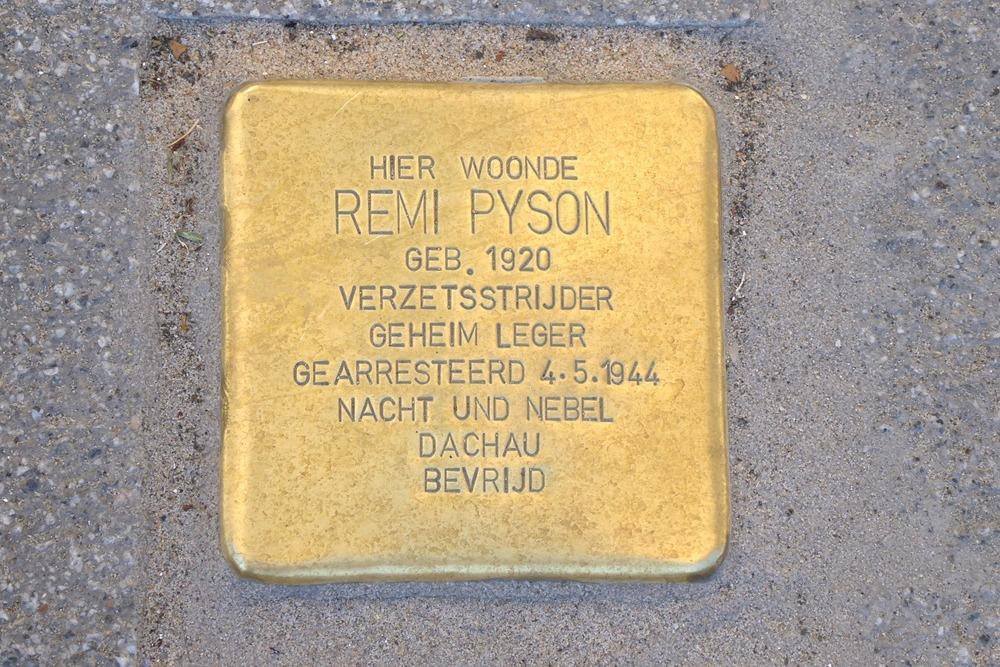 HIER WOONDE
REMI PYSON
GEB. 1920
VERZETSSTRIJDER
GEHEIM LEGER
GEARRESTEERD 4.5.1944
NACHT UND NEBEL
DACHAU
BEVRIJD